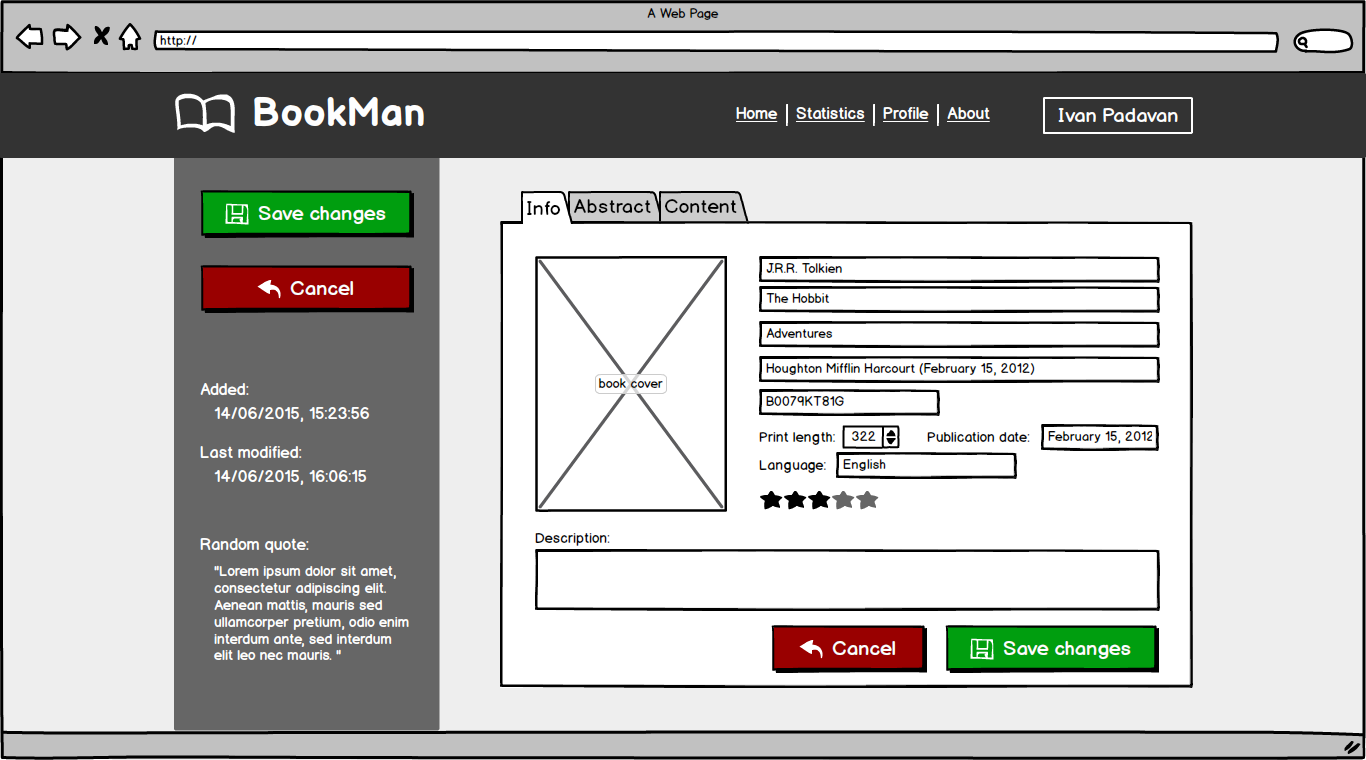 A Web Page
http://
BookMan
Home
Statistics
Profile
About
Ivan Padavan
Save changes
Cancel
Added:
14/06/2015, 15:23:56
Last modified:
14/06/2015, 16:06:15
Random quote:
"Lorem ipsum dolor sit amet,
consectetur adipiscing elit.
Aenean mattis, mauris sed
ullamcorper pretium, odio enim
interdum ante, sed interdum
elit leo nec mauris. "
Info
Abstract
Content
book cover
J.R.R. Tolkien
The Hobbit
Adventures
Houghton Mifflin Harcourt (February 15, 2012)
B0079KT81G
Print length: 322
Publication date: February 15, 2012
Language: English
Description:
Cancel
Save changes